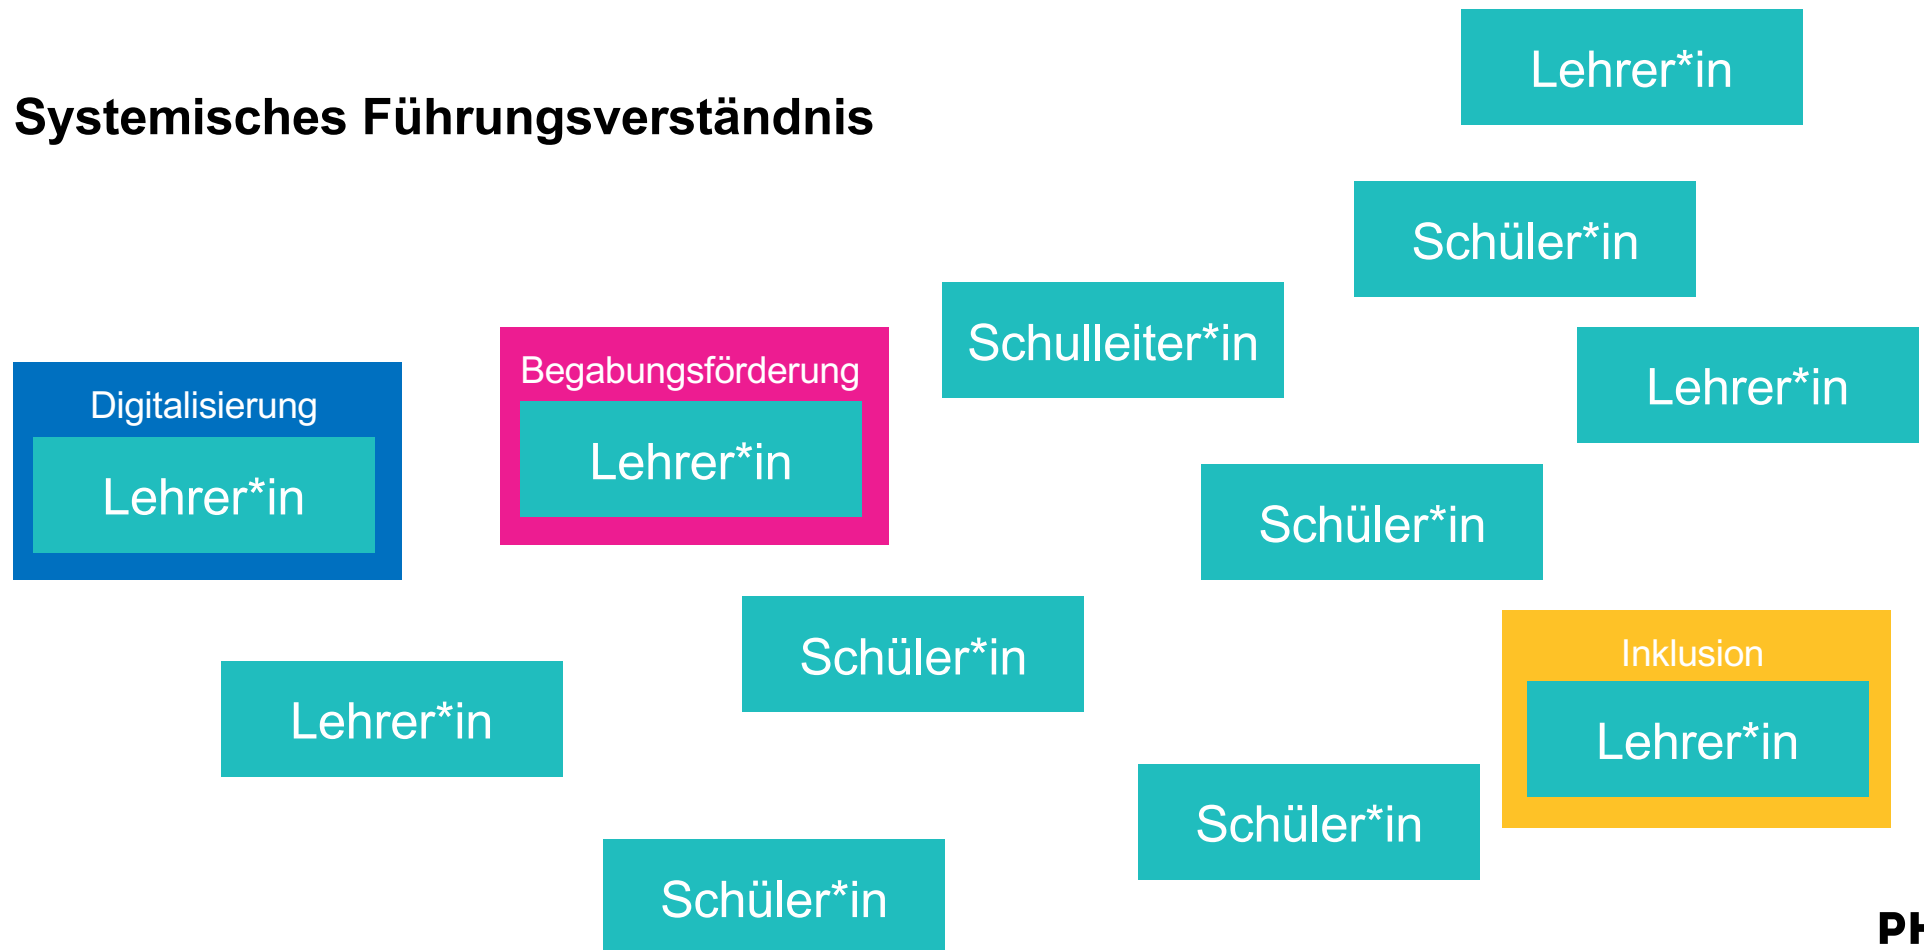 Systemisches Führungsverständnis
Lehrer*in
Schüler*in
Schulleiter*in
Lehrer*in
Begabungsförderung
Lehrer*in
Digitalisierung
Lehrer*in
Schüler*in
Schüler*in
Inklusion
Lehrer*in
Lehrer*in
Schüler*in
Schüler*in
PH